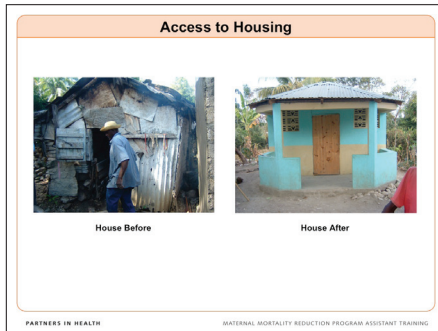 Access to Housing
House Before
House After
PARTNERS IN HEALTH
MATERNAL MORTALITY REDUCTION PROGRAM ASSISTANT TRAINING